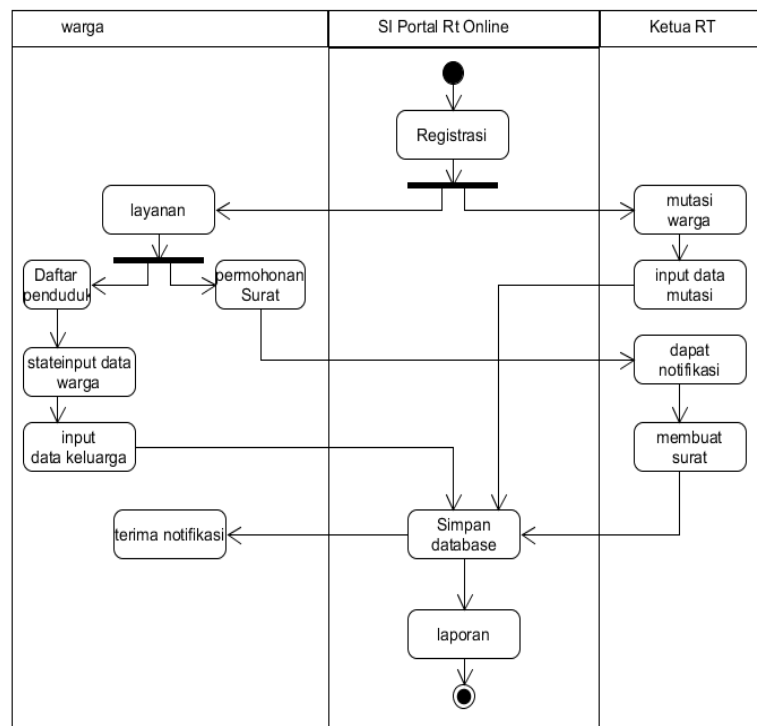 warga
SI Portal Rt Online
Ketua RT
Registrasi
layanan
mutasi
warga
Daftar
penduduk
permohonan
Surat
input data
mutasi
stateinput data
warga
dapat
notifikasi
input
data keluarga
membuat
surat
terima notifikasi
Simpan
database
laporan